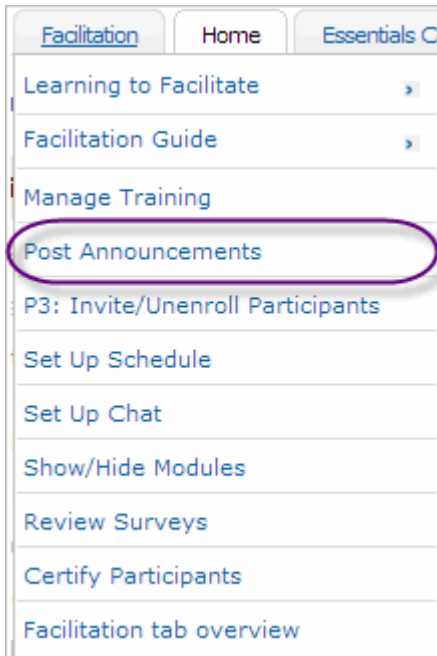 Facilitation Home Essentials C
Learning to Facilitate
Facilitation Guide
Manage Training
Post Announcements
P3: Invite/Unenroll Participants
Set Up Schedule
Set Up Chat
Show/Hide Modules
Review Surveys
Certify Participants
Facilitation tab overview